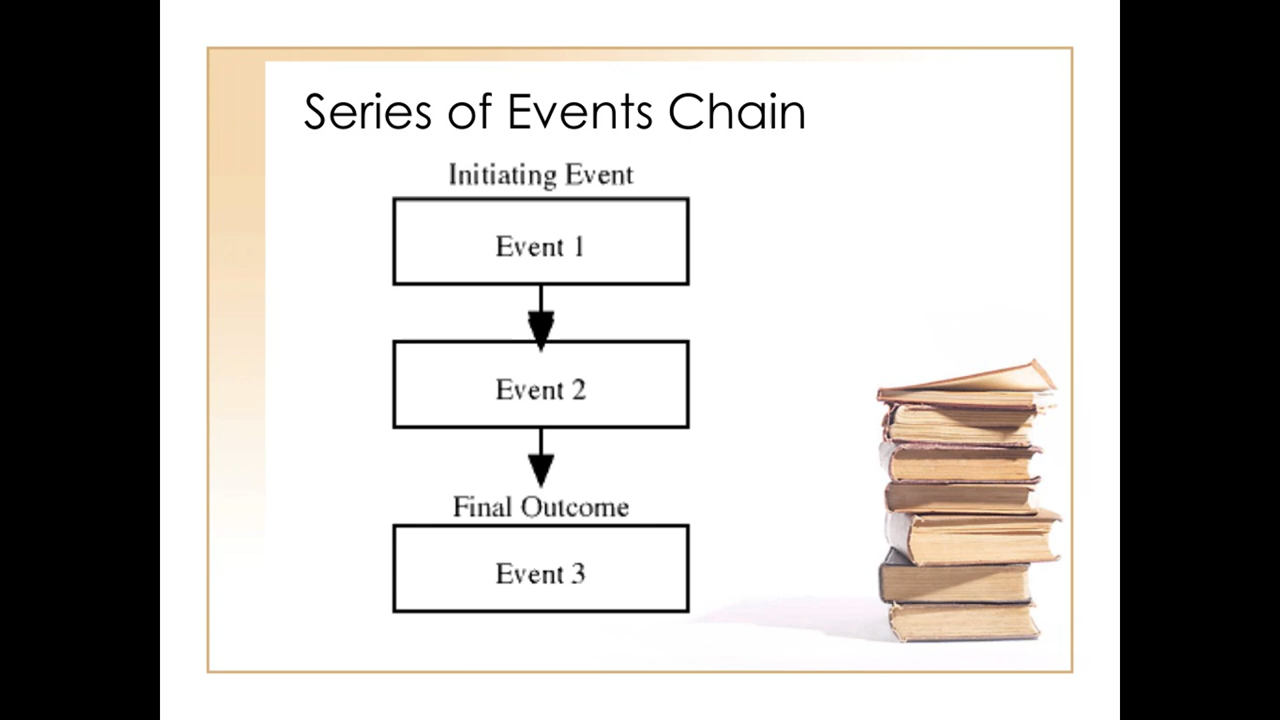 Series of Events Chain
Initiating Event
Event 1
Event 2
Final Outcome
Event 3